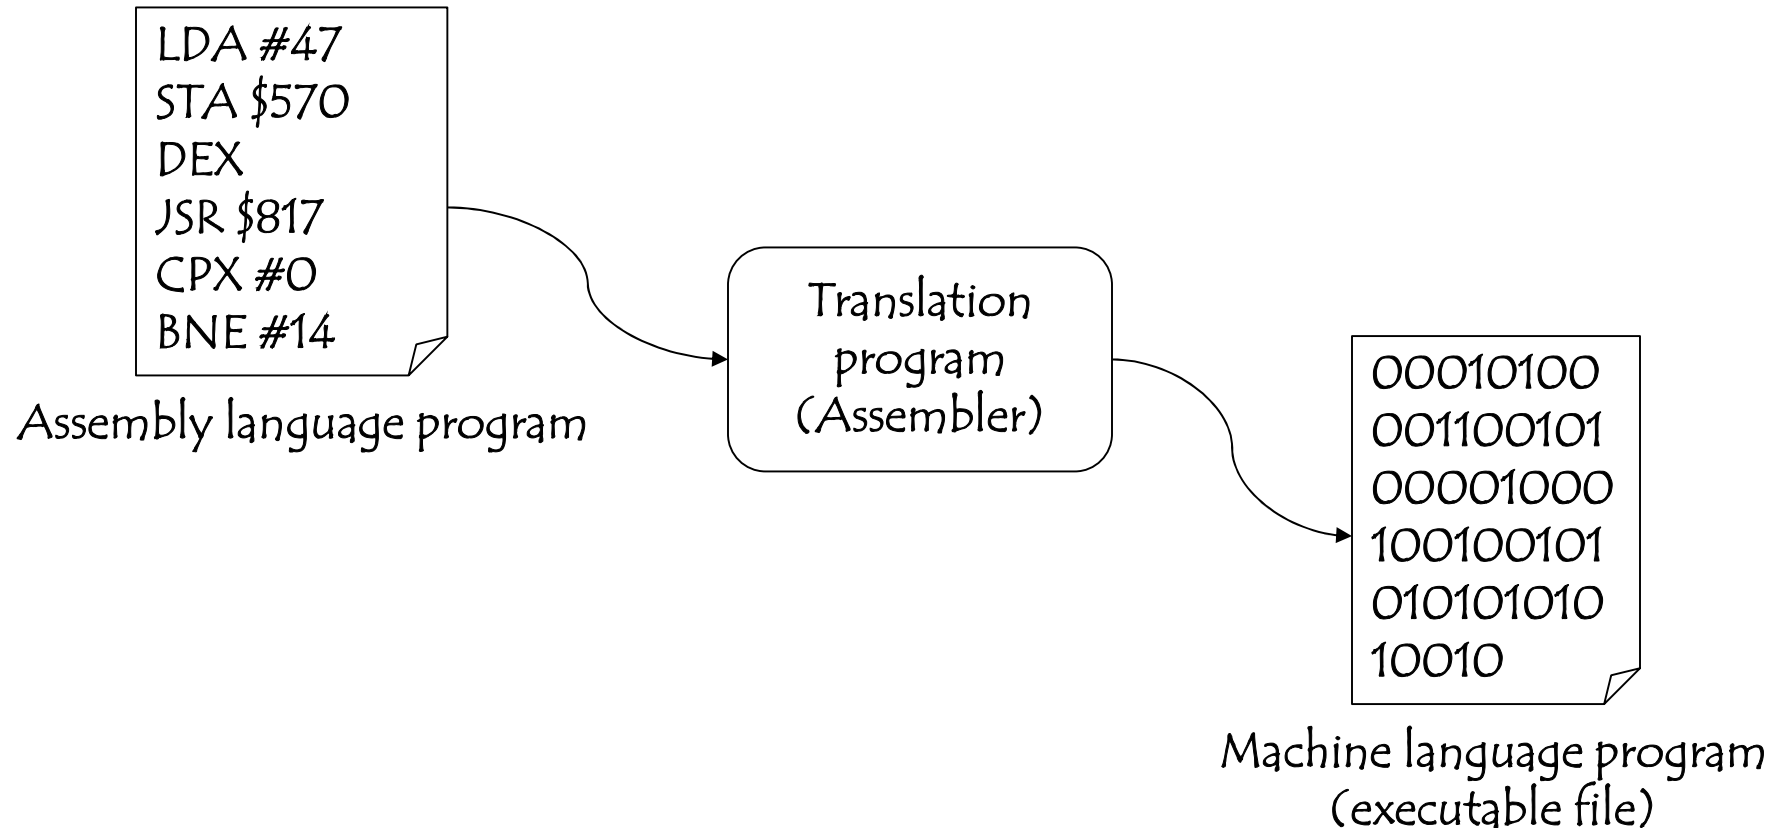 LDA #47
STA $570
DEX
JSR $817
CPX #0
BNE #14
Assembly language program
Translation
program
(Assembler)
00010100
001100101
00001000
100100101
010101010
10010
Machine language program
(executable file)